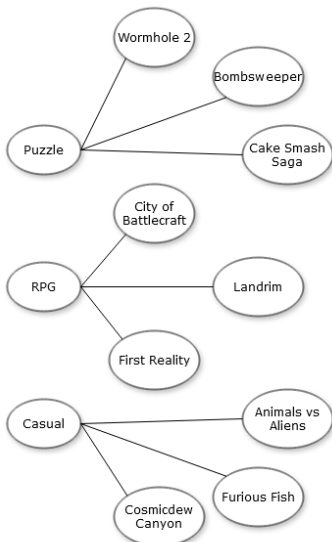 Wormhole 2
Bombsweeper
Puzzle
Cake Smash
Saga
City of
Battlecraft
RPG
Landrim
First Reality
Animals vs
Aliens
Casual
Furious Fish
Cosmicdew
Canyon